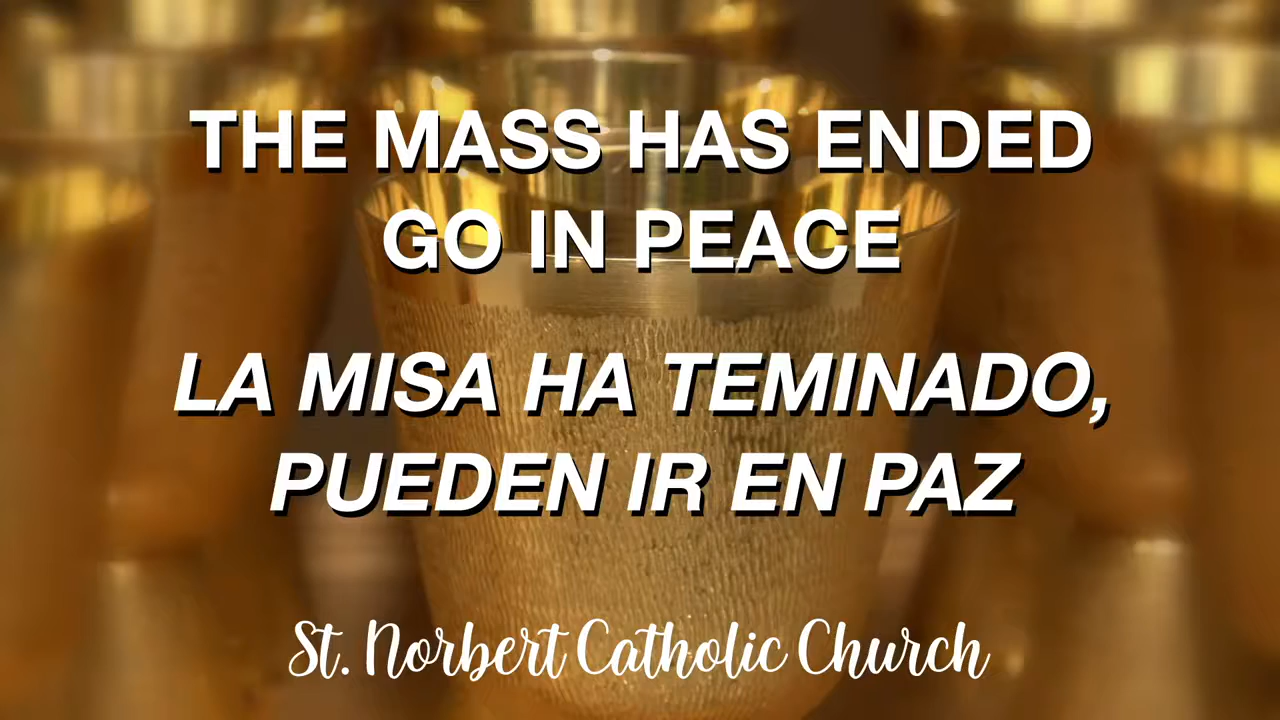 THE MASS HAS ENDED
GO IN PEACE
LA MISA HA TEMINADO,
PUEDEN IR EN PAZ
St. Norbert Catholic Church